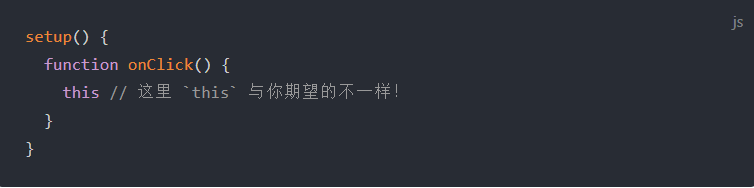 js
setup() {
  function onClick() {
    this // 这里 `this` 与你期望的不一样!
  }
}